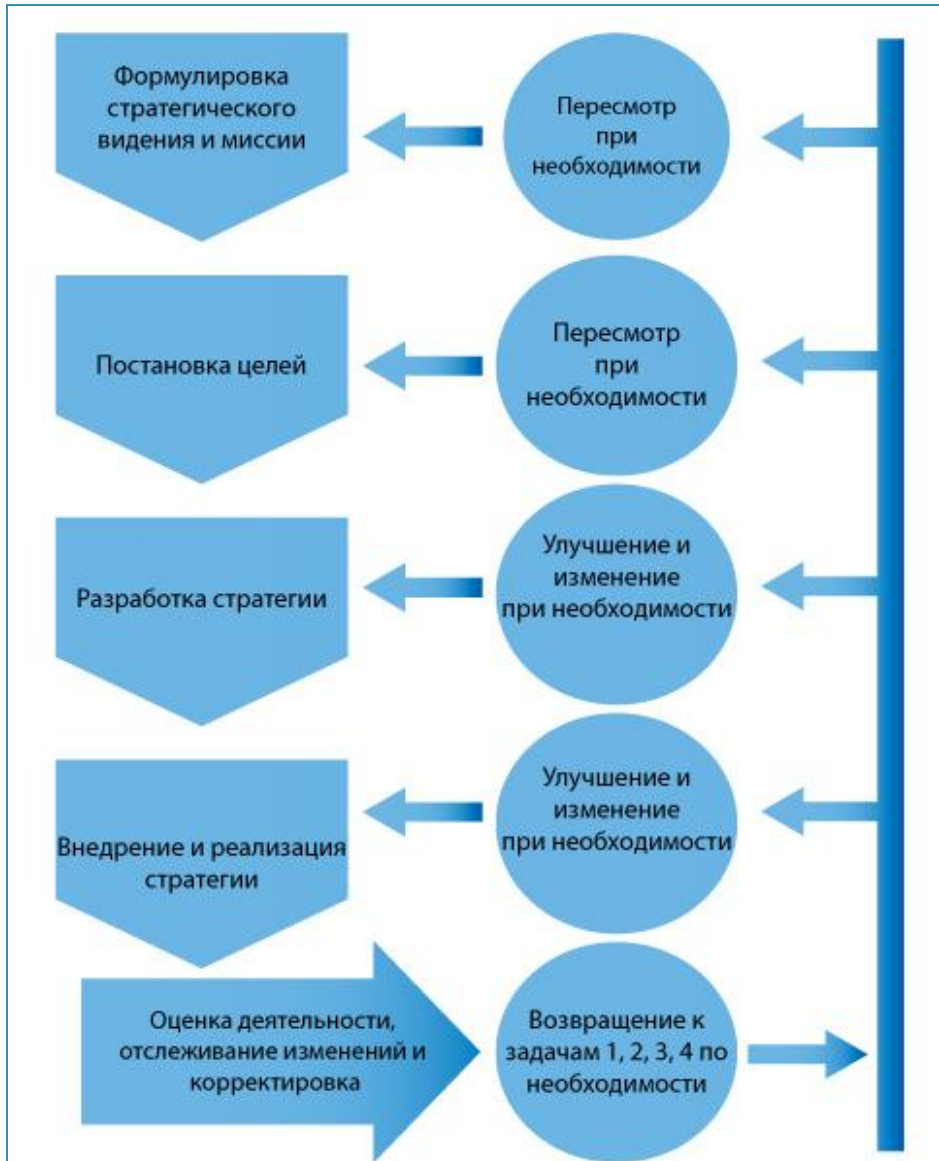 Формулировка
стратегического
видения и миссии
Пересмотр
при
необходимости
Постановка целей
Пересмотр
при
необходимости
Разработка стратегии
Улучшение и
изменение
при необходимости
Внедрение и реализация
стратегии
Улучшение и
изменение
при необходимости
Оценка деятельности,
отслеживание изменений и
корректировка
Возвращение к
задачам 1, 2, 3, 4 по
необходимости